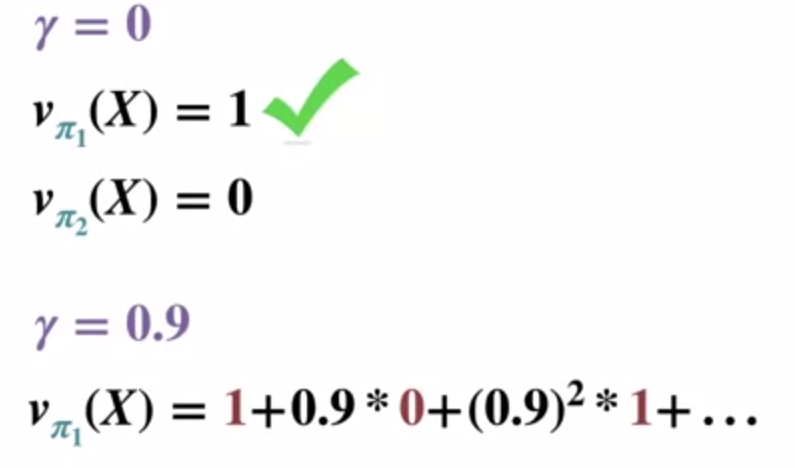 γ = 0
v_π₁(X) = 1
v_π₂(X) = 0
γ = 0.9
v_π₁(X) = 1+0.9 * 0+(0.9)² * 1+...